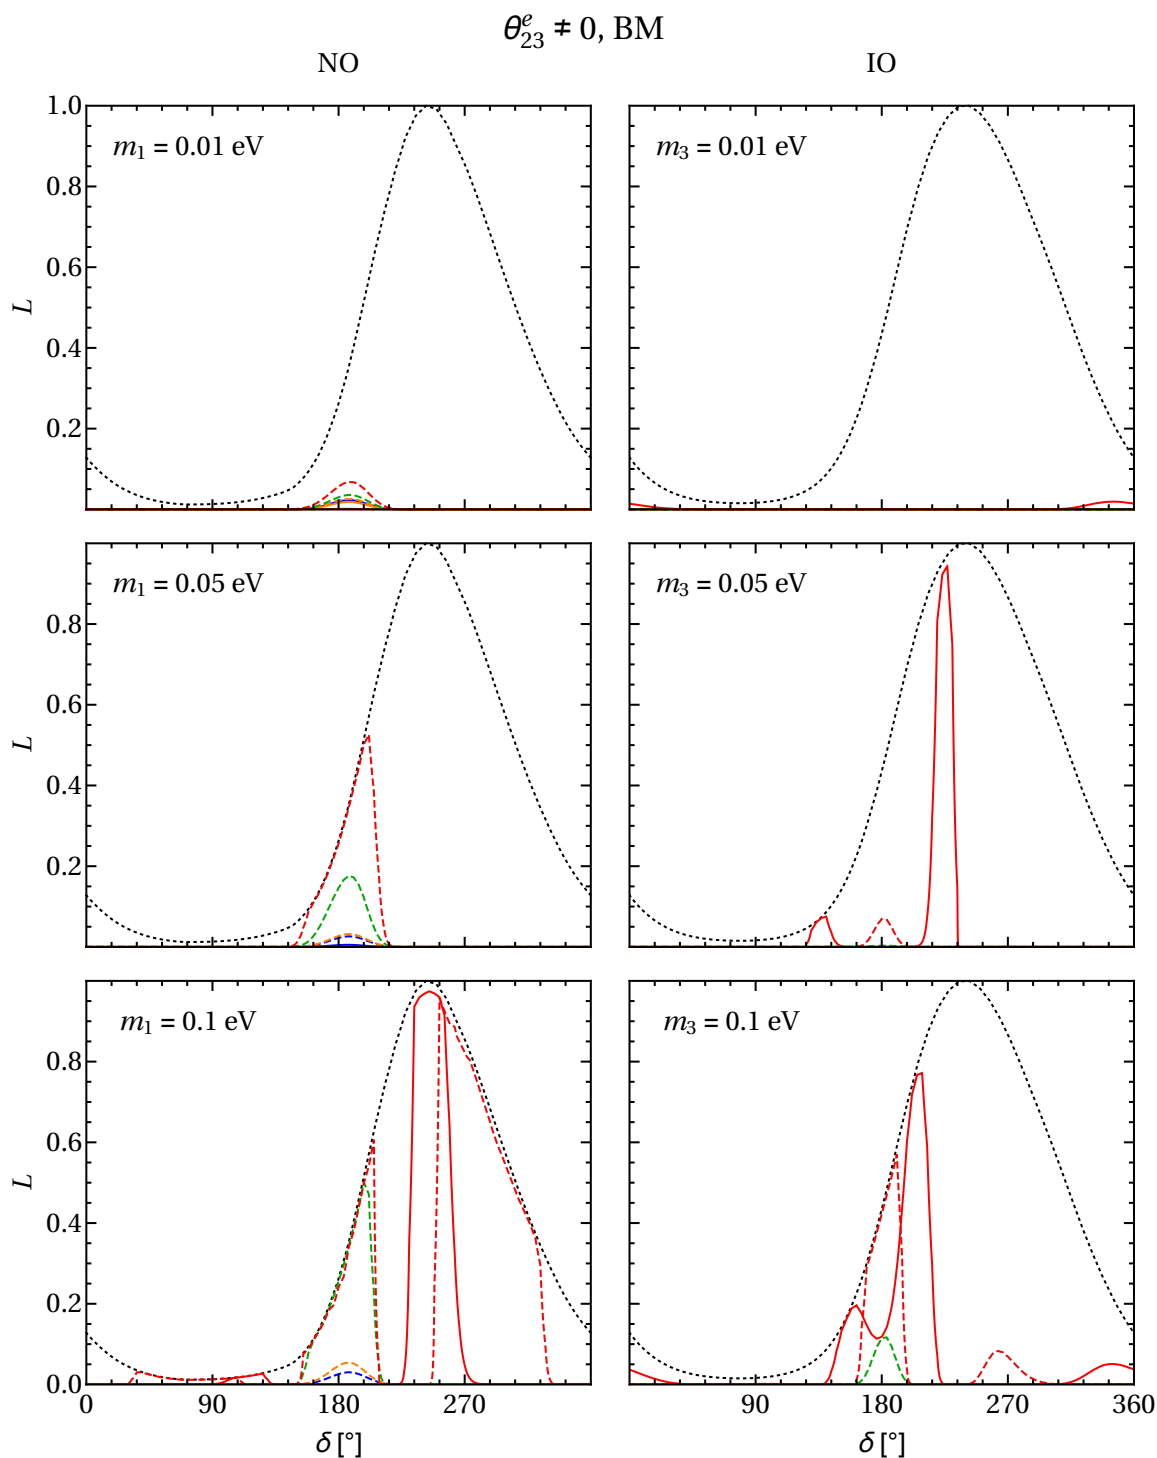 θ₂₃ᵉ ≠ 0, BM
NO IO
m₁ = 0.01 eV
m₃ = 0.01 eV
1.0
0.8
0.6
0.4
0.2
L
m₁ = 0.05 eV
m₃ = 0.05 eV
0.8
0.6
0.4
0.2
L
m₁ = 0.1 eV
m₃ = 0.1 eV
0.8
0.6
0.4
0.2
0.0
L
0 90 180 270 90 180 270 360
δ [°] δ [°]